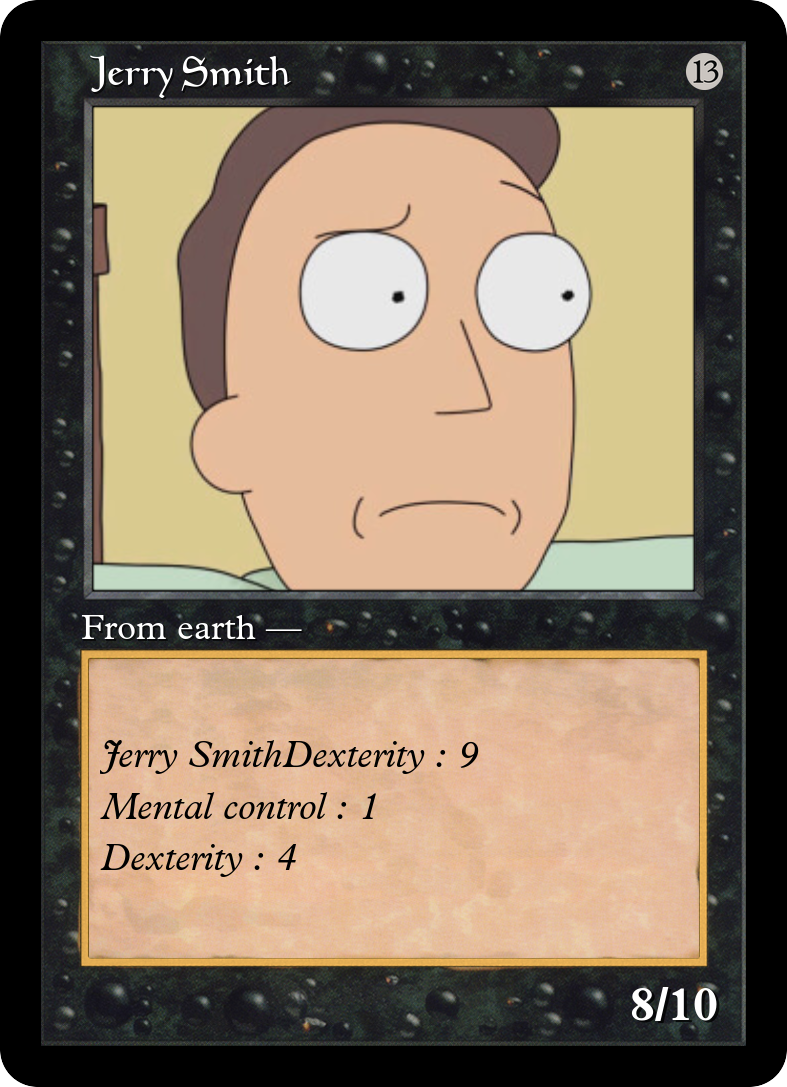 Jerry Smith
13
From earth —
Jerry SmithDexterity : 9
Mental control : 1
Dexterity : 4
8/10